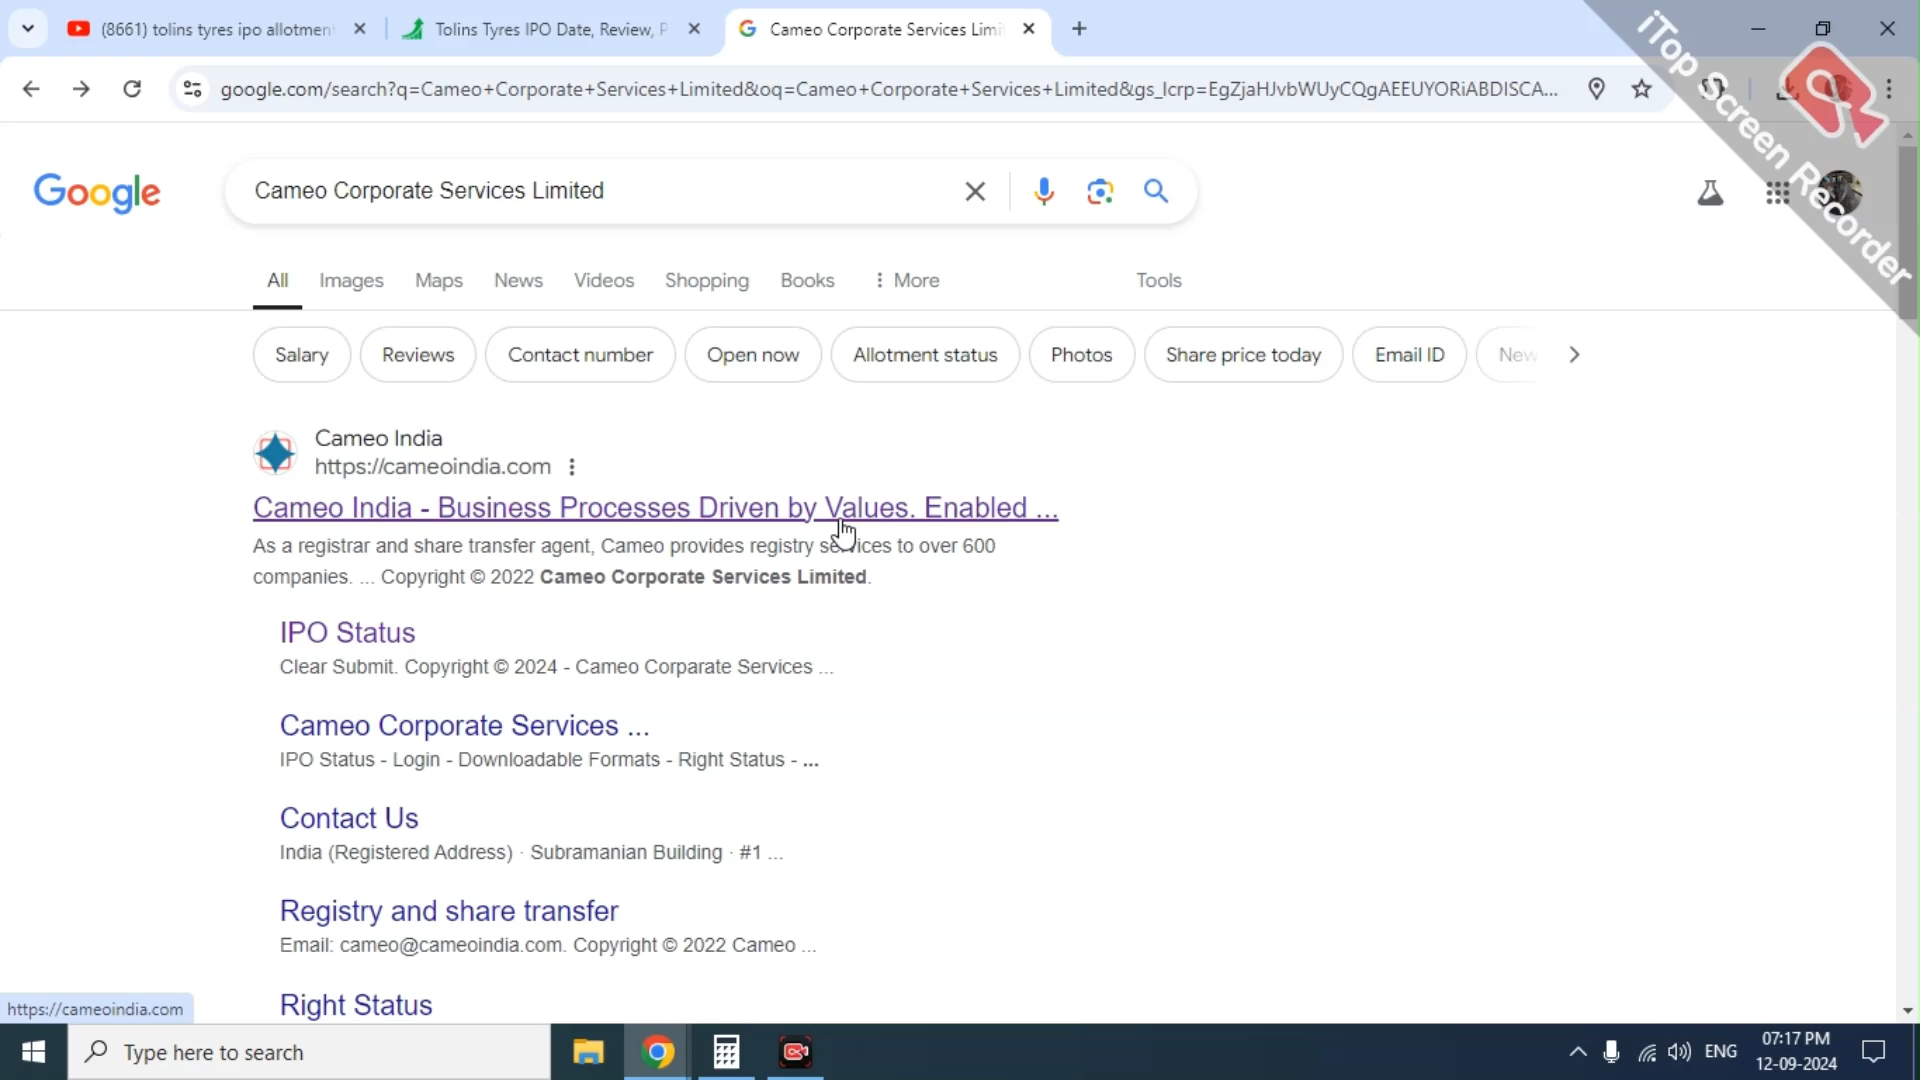 (8661) tolins tyres ipo allotment
Tolins Tyres IPO Date, Review, P
Cameo Corporate Services Limi
google.com/search?q=Cameo+Corporate+Services+Limited&oq=Cameo+Corporate+Services+Limited&gs_lcrp=EgZjaHJvbWUyCQgAEEUYORiABDISCA...
iTop Screen Recorder
Google
Cameo Corporate Services Limited
All Images Maps News Videos Shopping Books More Tools
Salary Reviews Contact number Open now Allotment status Photos Share price today Email ID New
Cameo India
https://cameoindia.com
Cameo India - Business Processes Driven by Values. Enabled ...
As a registrar and share transfer agent, Cameo provides registry services to over 600
companies. ... Copyright © 2022 Cameo Corporate Services Limited.
IPO Status
Clear Submit. Copyright © 2024 - Cameo Corparate Services ...
Cameo Corporate Services ...
IPO Status - Login - Downloadable Formats - Right Status - ...
Contact Us
India (Registered Address) · Subramanian Building · #1 ...
Registry and share transfer
Email: cameo@cameoindia.com. Copyright © 2022 Cameo ...
Right Status
https://cameoindia.com
Type here to search
ENG
07:17 PM
12-09-2024